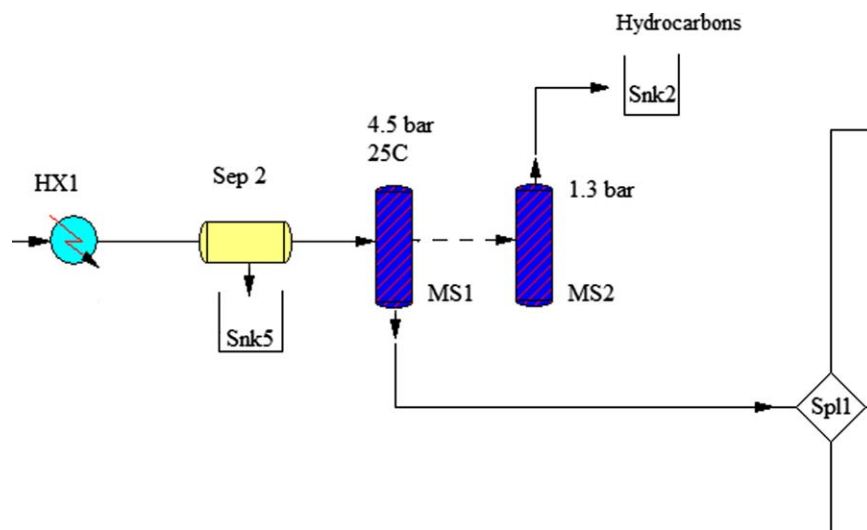 Hydrocarbons
Snk2
4.5 bar
25C
Sep 2
HX1
1.3 bar
MS1
MS2
Snk5
Spl1